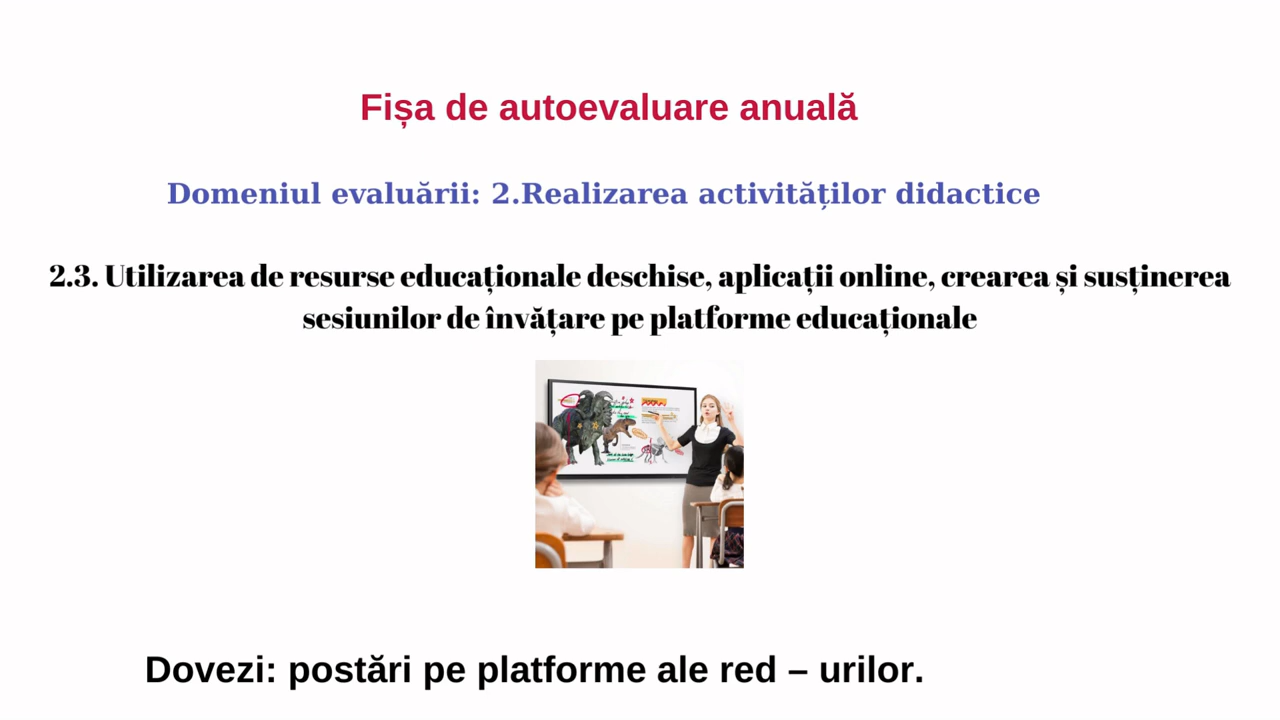 Fișa de autoevaluare anuală
Domeniul evaluării: 2.Realizarea activităților didactice
2.3. Utilizarea de resurse educaționale deschise, aplicații online, crearea și susținerea
sesiunilor de învățare pe platforme educaționale
Dovezi: postări pe platforme ale red – urilor.